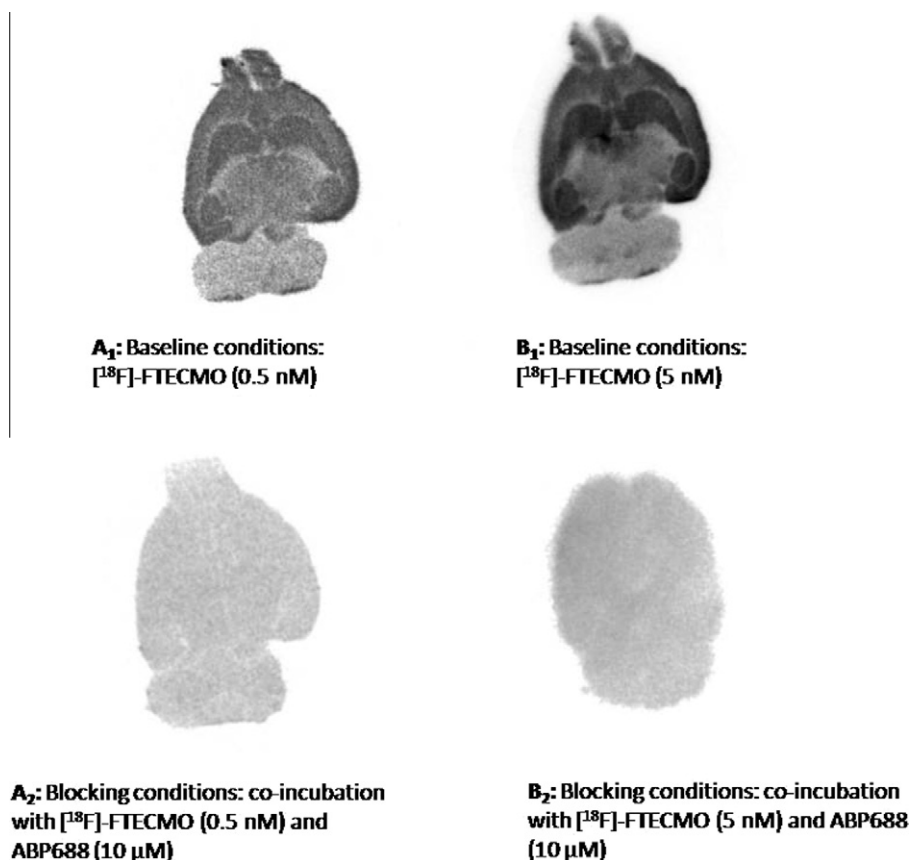 A₁: Baseline conditions:
[¹⁸F]-FTECMO (0.5 nM)
B₁: Baseline conditions:
[¹⁸F]-FTECMO (5 nM)
A₂: Blocking conditions: co-incubation
with [¹⁸F]-FTECMO (0.5 nM) and
ABP688 (10 µM)
B₂: Blocking conditions: co-incubation
with [¹⁸F]-FTECMO (5 nM) and ABP688
(10 µM)